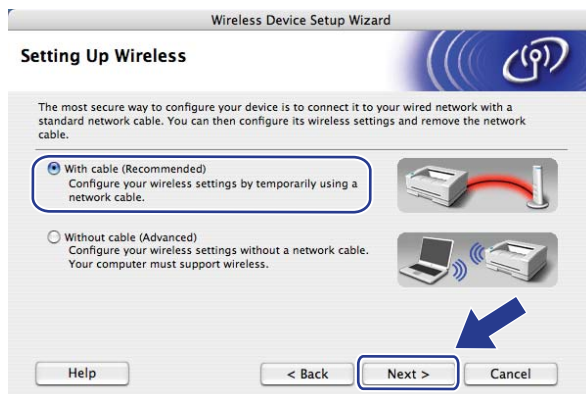 Wireless Device Setup Wizard
Setting Up Wireless
The most secure way to configure your device is to connect it to your wired network with a
standard network cable. You can then configure its wireless settings and remove the network
cable.
With cable (Recommended)
Configure your wireless settings by temporarily using a
network cable.
Without cable (Advanced)
Configure your wireless settings without a network cable.
Your computer must support wireless.
Help
< Back
Next >
Cancel